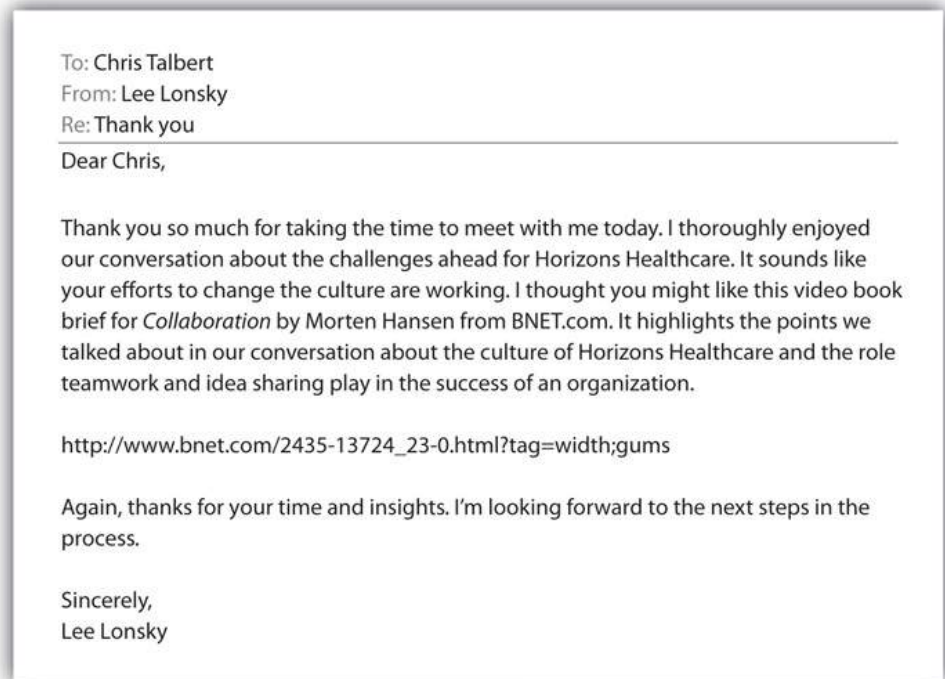 To: Chris Talbert
From: Lee Lonsky
Re: Thank you
Dear Chris,
Thank you so much for taking the time to meet with me today. I thoroughly enjoyed
our conversation about the challenges ahead for Horizons Healthcare. It sounds like
your efforts to change the culture are working. I thought you might like this video book
brief for Collaboration by Morten Hansen from BNET.com. It highlights the points we
talked about in our conversation about the culture of Horizons Healthcare and the role
teamwork and idea sharing play in the success of an organization.
http://www.bnet.com/2435-13724_23-0.html?tag=width;gums
Again, thanks for your time and insights. I'm looking forward to the next steps in the
process.
Sincerely,
Lee Lonsky